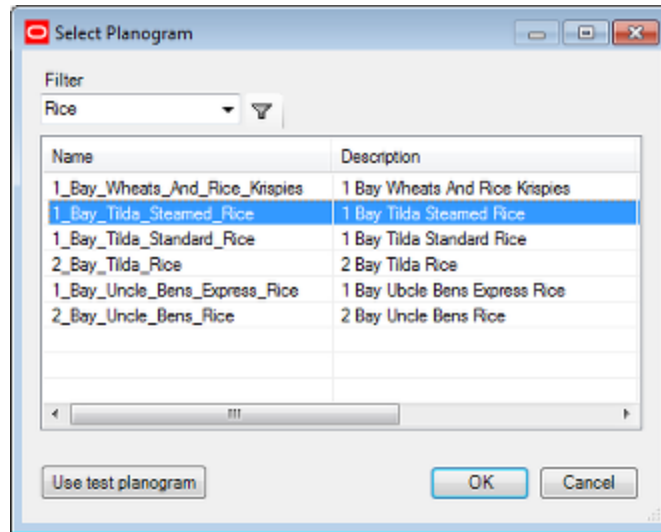 Select Planogram
Filter
Rice
Name Description
1_Bay_Wheats_And_Rice_Krispies 1 Bay Wheats And Rice Krispies
1_Bay_Tilda_Steamed_Rice 1 Bay Tilda Steamed Rice
1_Bay_Tilda_Standard_Rice 1 Bay Tilda Standard Rice
2_Bay_Tilda_Rice 2 Bay Tilda Rice
1_Bay_Uncle_Bens_Express_Rice 1 Bay Ubcle Bens Express Rice
2_Bay_Uncle_Bens_Rice 2 Bay Uncle Bens Rice
Use test planogram OK Cancel